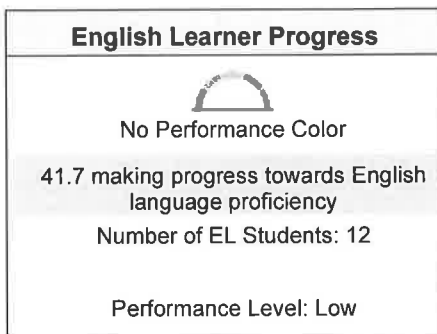 English Learner Progress
No Performance Color
41.7 making progress towards English
language proficiency
Number of EL Students: 12
Performance Level: Low